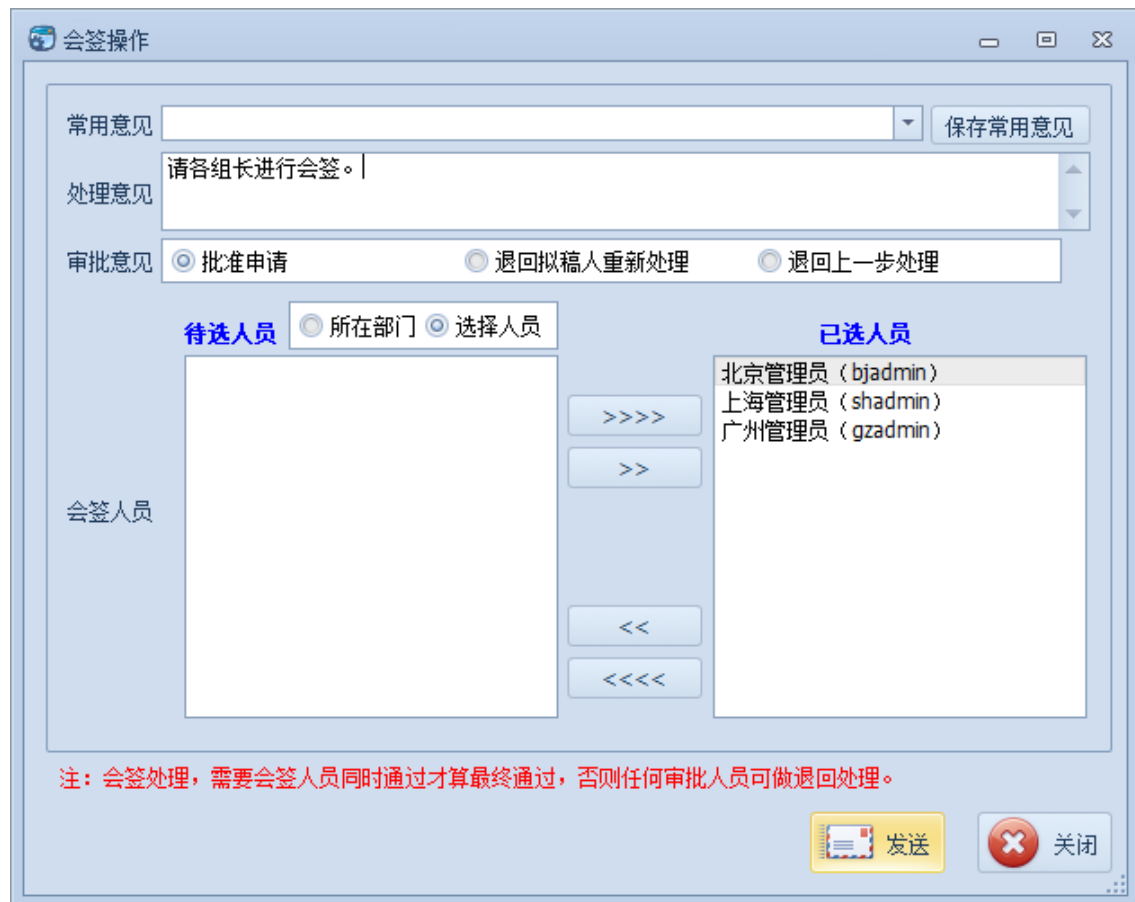 会签操作
常用意见
保存常用意见
处理意见
请各组长进行会签。
审批意见 批准申请 退回拟稿人重新处理 退回上一步处理
待选人员 所在部门 选择人员 已选人员
北京管理员（bjadmin）
上海管理员（shadmin）
广州管理员（gzadmin）
>>>>
>>
会签人员
<<
<<<<
注：会签处理，需要会签人员同时通过才算最终通过，否则任何审批人员可做退回处理。
发送 关闭